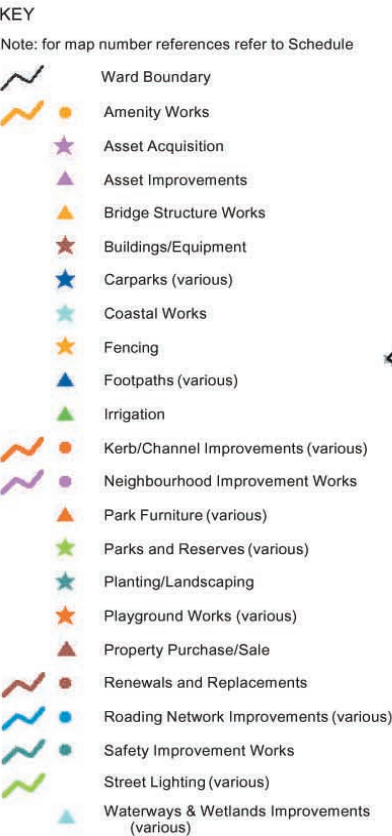 KEY
Note: for map number references refer to Schedule
Ward Boundary
Amenity Works
Asset Acquisition
Asset Improvements
Bridge Structure Works
Buildings/Equipment
Carparks (various)
Coastal Works
Fencing
Footpaths (various)
Irrigation
Kerb/Channel Improvements (various)
Neighbourhood Improvement Works
Park Furniture (various)
Parks and Reserves (various)
Planting/Landscaping
Playground Works (various)
Property Purchase/Sale
Renewals and Replacements
Roading Network Improvements (various)
Safety Improvement Works
Street Lighting (various)
Waterways & Wetlands Improvements
(various)